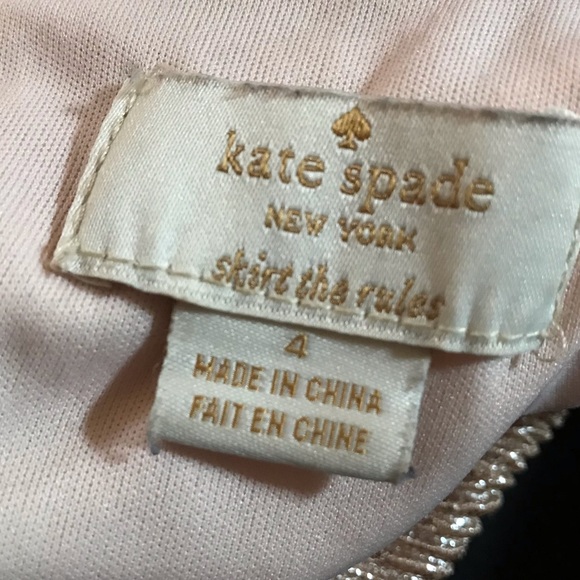 kate spade
NEW YORK
skirt the rules
4
MADE IN CHINA
FAIT EN CHINE